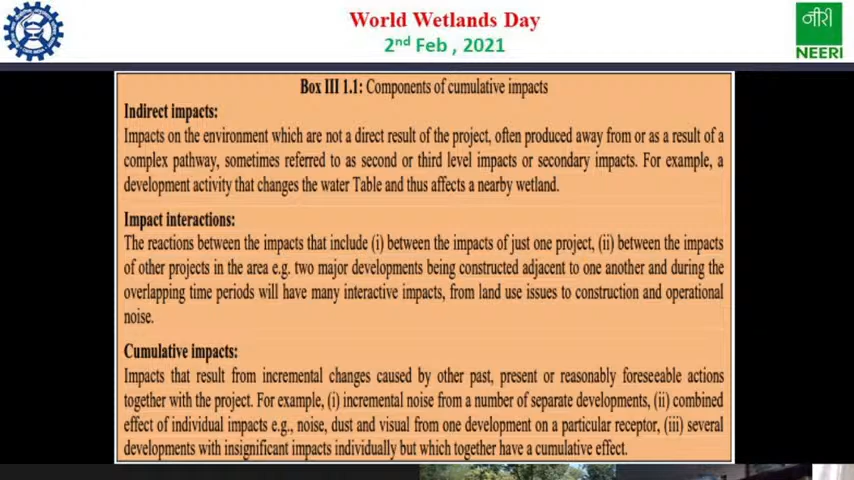 World Wetlands Day
2nd Feb , 2021
नीरी
NEERI
Box III 1.1: Components of cumulative impacts
Indirect impacts:
Impacts on the environment which are not a direct result of the project, often produced away from or as a result of a
complex pathway, sometimes referred to as second or third level impacts or secondary impacts. For example, a
development activity that changes the water Table and thus affects a nearby wetland.
Impact interactions:
The reactions between the impacts that include (i) between the impacts of just one project, (ii) between the impacts
of other projects in the area e.g. two major developments being constructed adjacent to one another and during the
overlapping time periods will have many interactive impacts, from land use issues to construction and operational
noise.
Cumulative impacts:
Impacts that result from incremental changes caused by other past, present or reasonably foreseeable actions
together with the project. For example, (i) incremental noise from a number of separate developments, (ii) combined
effect of individual impacts e.g., noise, dust and visual from one development on a particular receptor, (iii) several
developments with insignificant impacts individually but which together have a cumulative effect.